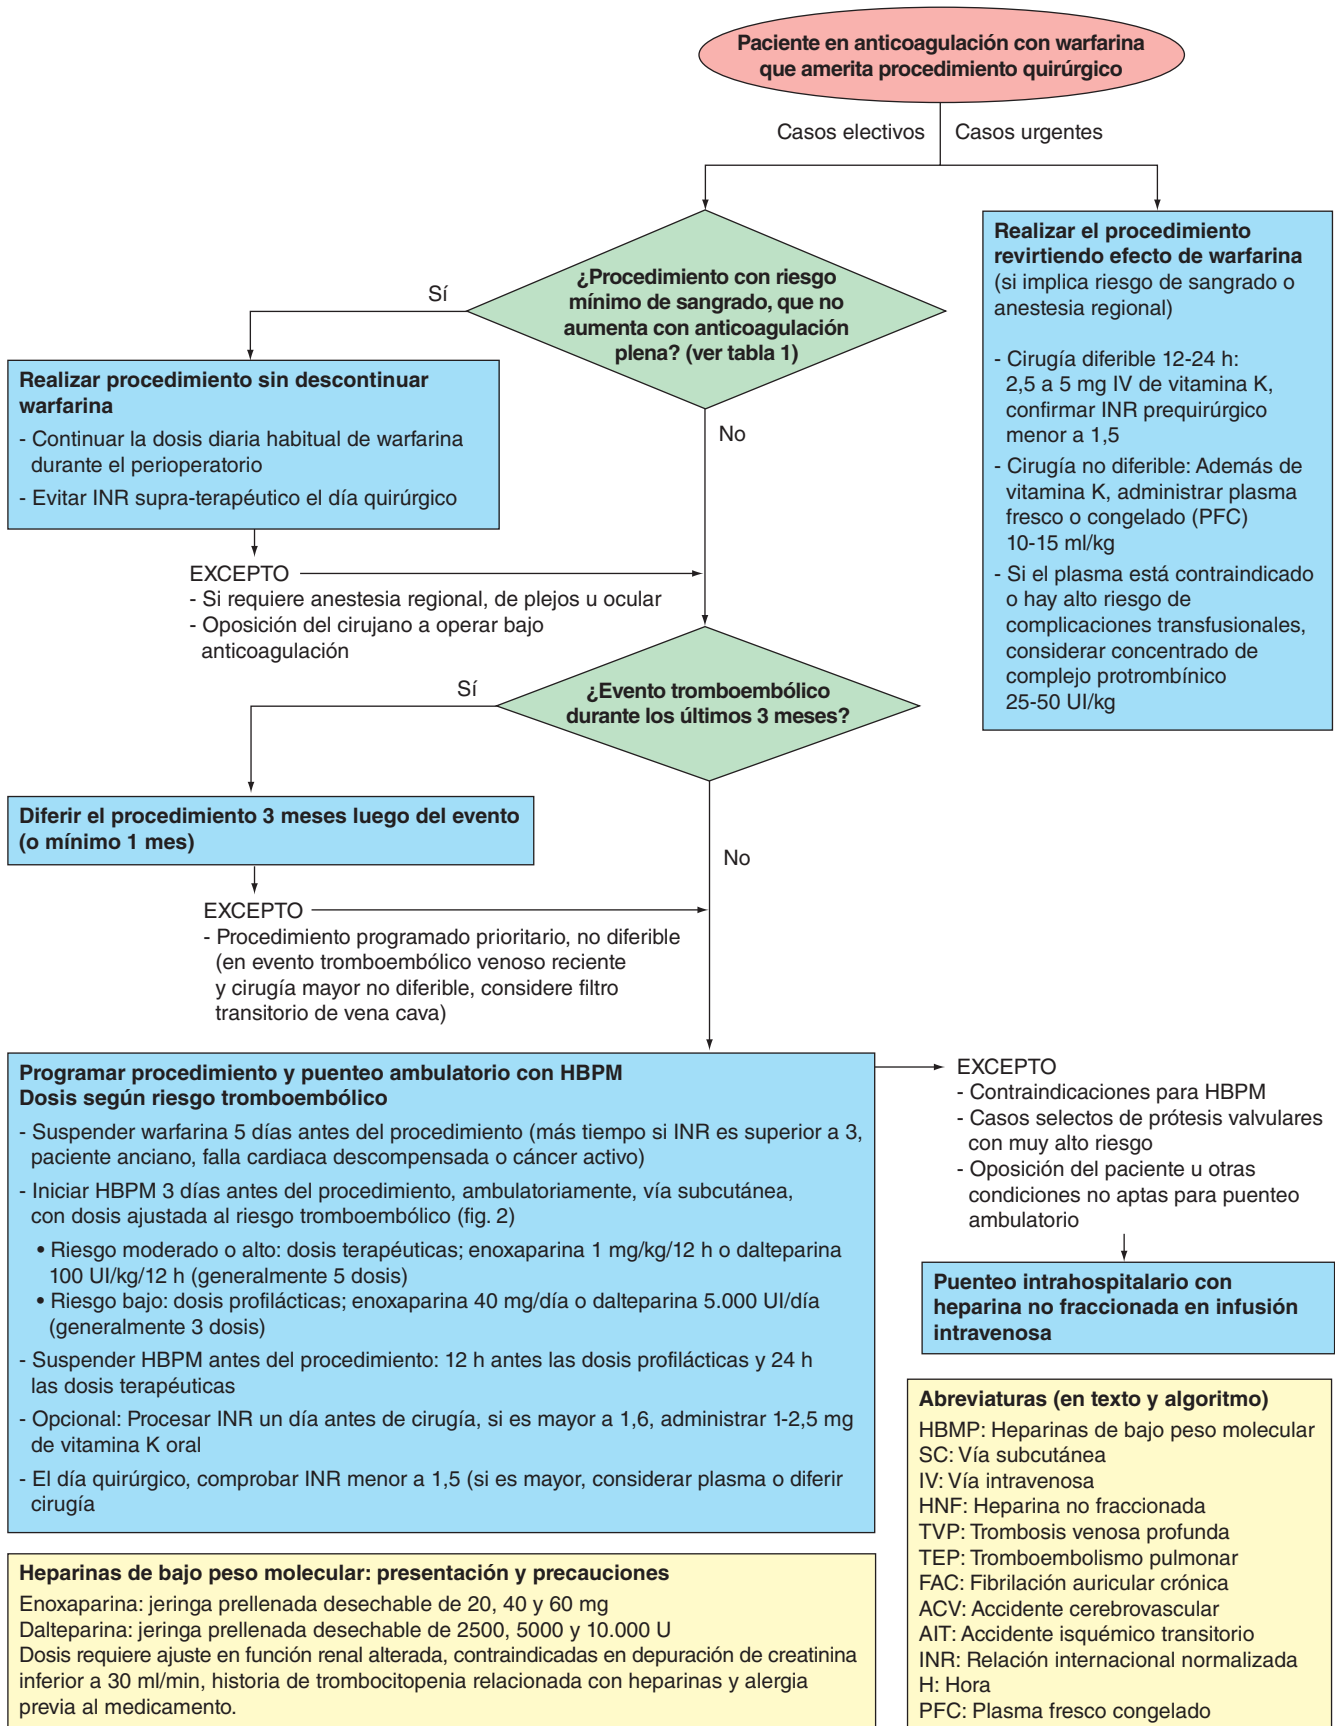 Paciente en anticoagulación con warfarina
que amerita procedimiento quirúrgico
Casos electivos
Casos urgentes
¿Procedimiento con riesgo
mínimo de sangrado, que no
aumenta con anticoagulación
plena? (ver tabla 1)
Sí
No
Realizar el procedimiento
revirtiendo efecto de warfarina
(si implica riesgo de sangrado o
anestesia regional)
- Cirugía diferible 12-24 h:
2,5 a 5 mg IV de vitamina K,
confirmar INR prequirúrgico
menor a 1,5
- Cirugía no diferible: Además de
vitamina K, administrar plasma
fresco o congelado (PFC)
10-15 ml/kg
- Si el plasma está contraindicado
o hay alto riesgo de
complicaciones transfusionales,
considerar concentrado de
complejo protrombínico
25-50 UI/kg
Realizar procedimiento sin descontinuar
warfarina
- Continuar la dosis diaria habitual de warfarina
durante el perioperatorio
- Evitar INR supra-terapéutico el día quirúrgico
EXCEPTO
- Si requiere anestesia regional, de plejos u ocular
- Oposición del cirujano a operar bajo
anticoagulación
¿Evento tromboembólico
durante los últimos 3 meses?
Sí
No
Diferir el procedimiento 3 meses luego del evento
(o mínimo 1 mes)
EXCEPTO
- Procedimiento programado prioritario, no diferible
(en evento tromboembólico venoso reciente
y cirugía mayor no diferible, considere filtro
transitorio de vena cava)
Programar procedimiento y puenteo ambulatorio con HBPM
Dosis según riesgo tromboembólico
- Suspender warfarina 5 días antes del procedimiento (más tiempo si INR es superior a 3,
paciente anciano, falla cardiaca descompensada o cáncer activo)
- Iniciar HBPM 3 días antes del procedimiento, ambulatoriamente, vía subcutánea,
con dosis ajustada al riesgo tromboembólico (fig. 2)
• Riesgo moderado o alto: dosis terapéuticas; enoxaparina 1 mg/kg/12 h o dalteparina
100 UI/kg/12 h (generalmente 5 dosis)
• Riesgo bajo: dosis profilácticas; enoxaparina 40 mg/día o dalteparina 5.000 UI/día
(generalmente 3 dosis)
- Suspender HBPM antes del procedimiento: 12 h antes las dosis profilácticas y 24 h
las dosis terapéuticas
- Opcional: Procesar INR un día antes de cirugía, si es mayor a 1,6, administrar 1-2,5 mg
de vitamina K oral
- El día quirúrgico, comprobar INR menor a 1,5 (si es mayor, considerar plasma o diferir
cirugía
EXCEPTO
- Contraindicaciones para HBPM
- Casos selectos de prótesis valvulares
con muy alto riesgo
- Oposición del paciente u otras
condiciones no aptas para puenteo
ambulatorio
Puenteo intrahospitalario con
heparina no fraccionada en infusión
intravenosa
Heparinas de bajo peso molecular: presentación y precauciones
Enoxaparina: jeringa prellenada desechable de 20, 40 y 60 mg
Dalteparina: jeringa prellenada desechable de 2500, 5000 y 10.000 U
Dosis requiere ajuste en función renal alterada, contraindicadas en depuración de creatinina
inferior a 30 ml/min, historia de trombocitopenia relacionada con heparinas y alergia
previa al medicamento.
Abreviaturas (en texto y algoritmo)
HBMP: Heparinas de bajo peso molecular
SC: Vía subcutánea
IV: Vía intravenosa
HNF: Heparina no fraccionada
TVP: Trombosis venosa profunda
TEP: Tromboembolismo pulmonar
FAC: Fibrilación auricular crónica
ACV: Accidente cerebrovascular
AIT: Accidente isquémico transitorio
INR: Relación internacional normalizada
H: Hora
PFC: Plasma fresco congelado